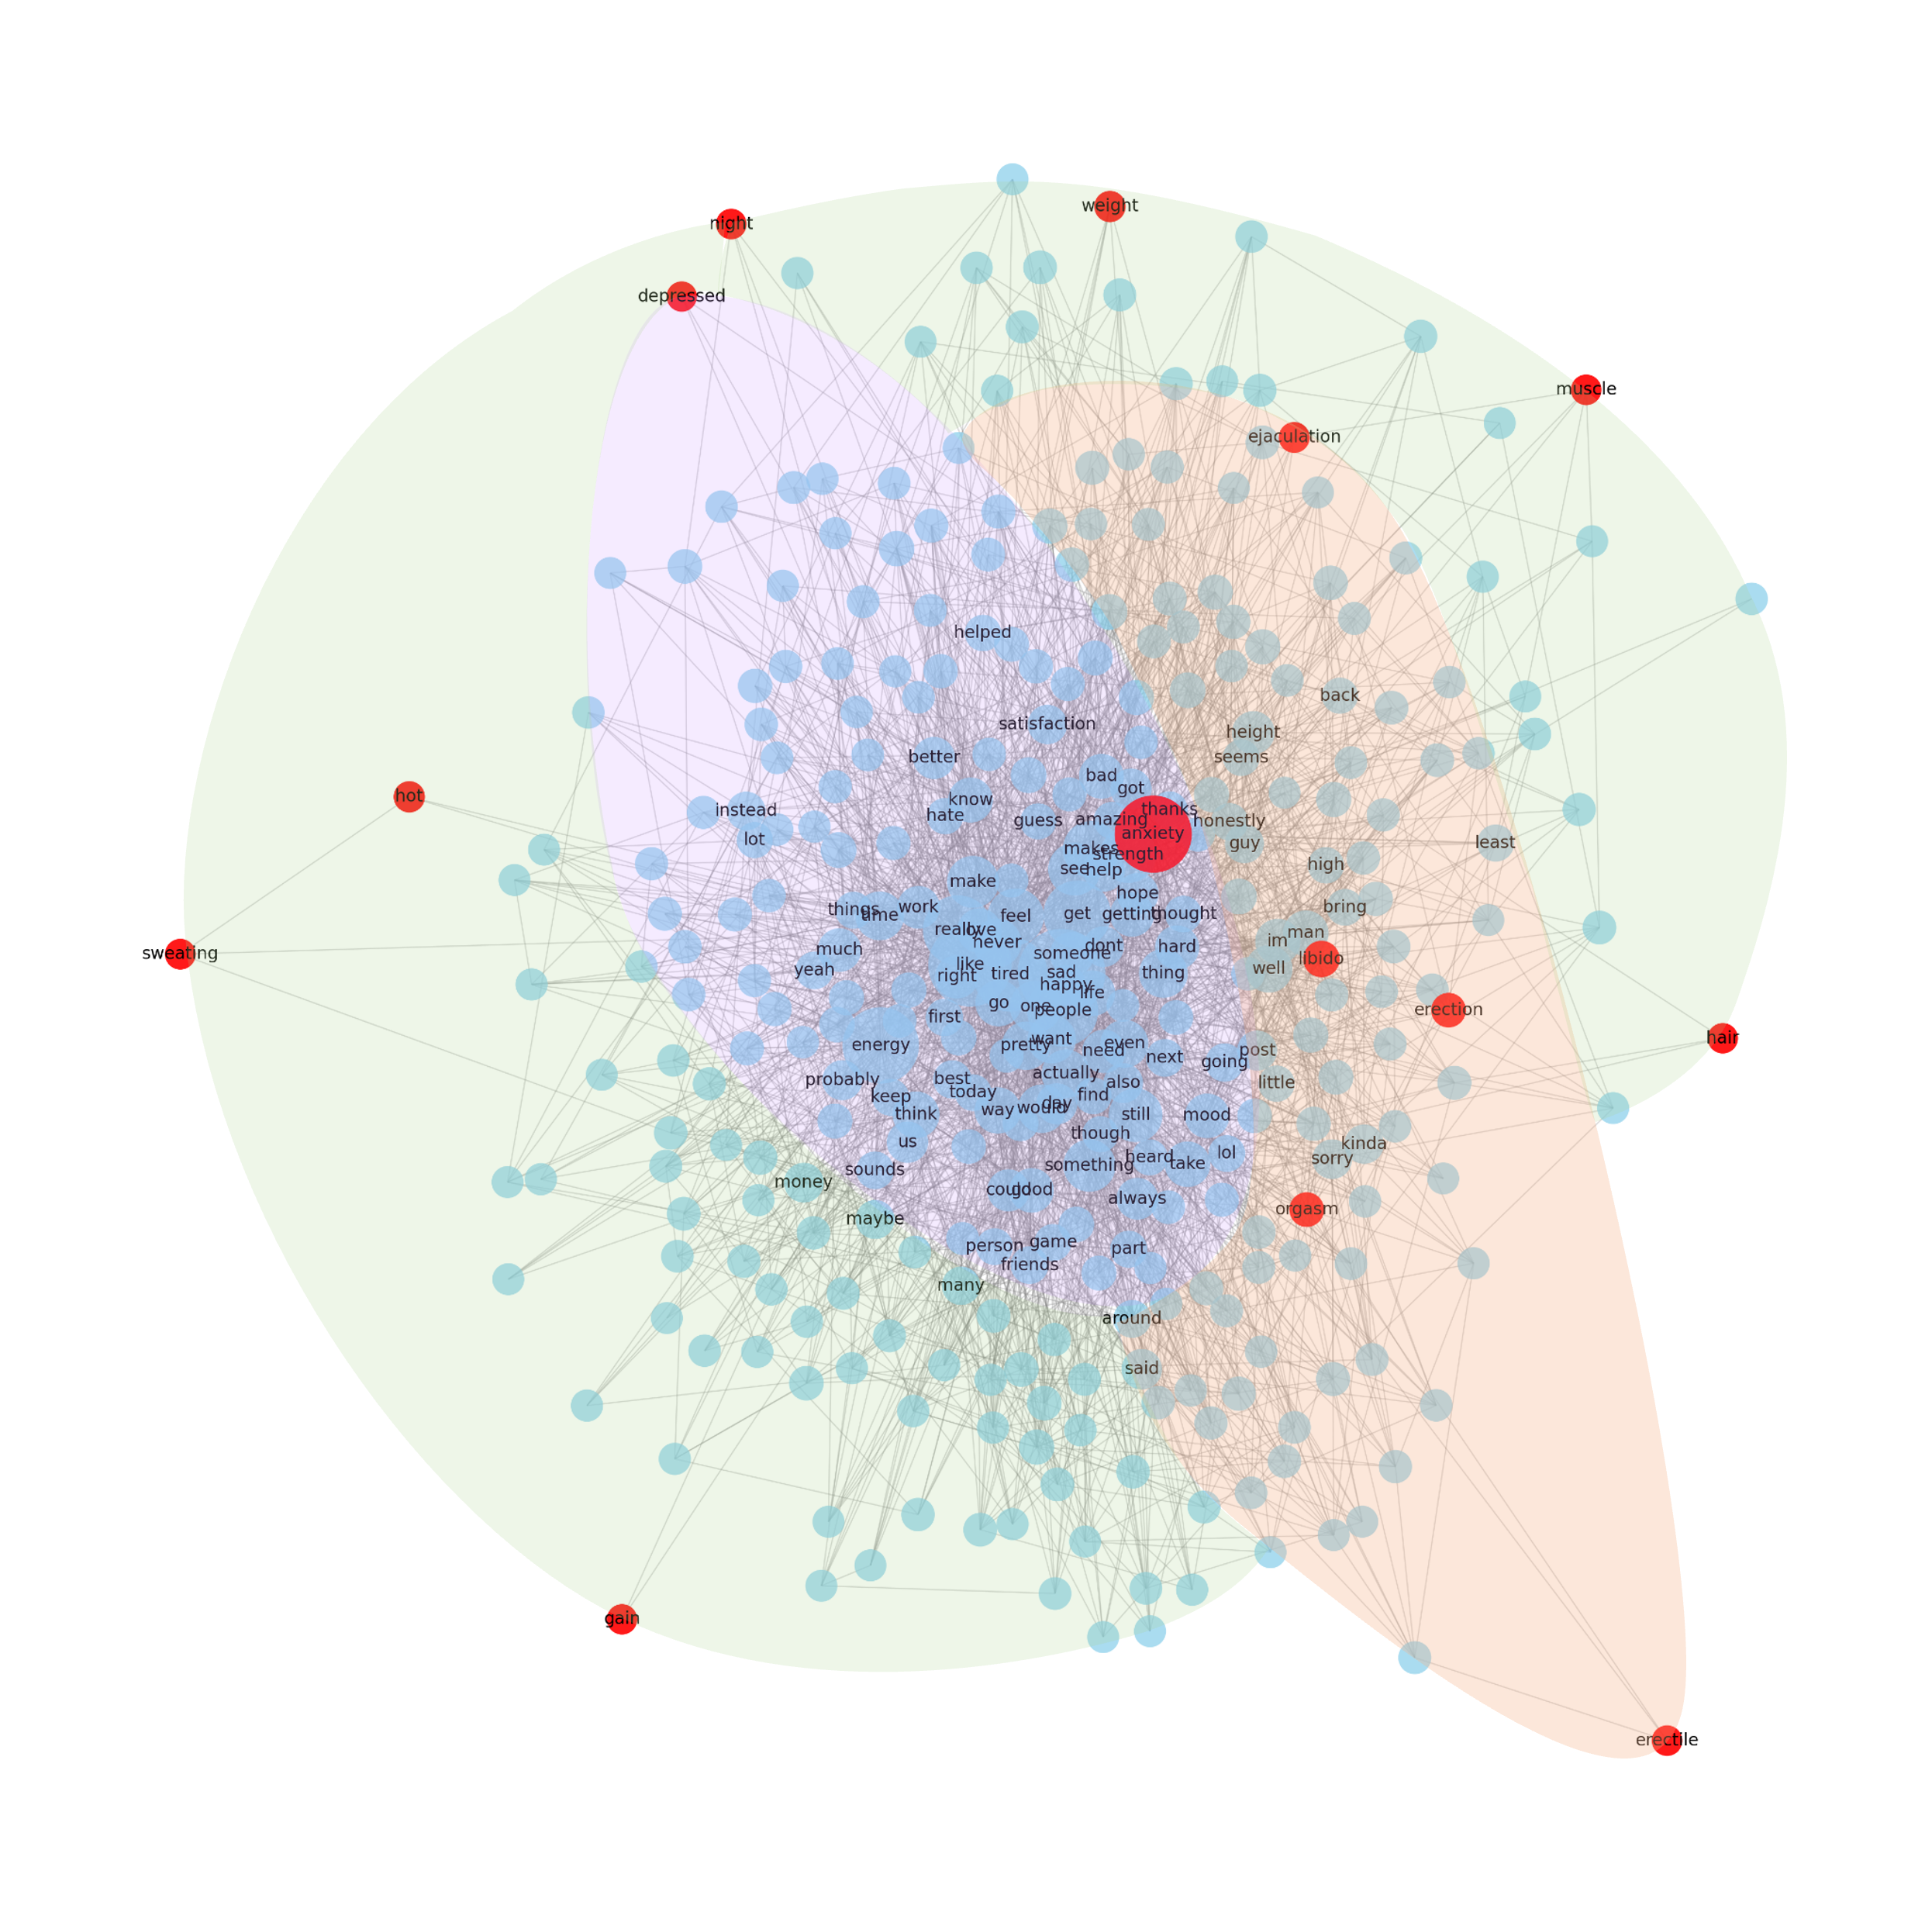 weight
night
depressed
muscle
ejaculation
helped
back
satisfaction
height
better
seems
bad
got
hot
know
instead
thanks
hate
guess
amazing
honestly
anxiety
lot
guy
least
makes
strength
see
help
high
make
hope
things
time
work
feel
get
getting
thought
bring
really
love
never
im
man
much
dont
hard
sweating
someone
like
libido
yeah
right
tired
sad
thing
well
happy
life
go
one
people
erection
first
energy
pretty
want
even
need
next
post
going
hair
probably
best
actually
also
little
keep
today
find
think
way
would
day
still
mood
us
though
kinda
sounds
something
heard
take
lol
sorry
money
could
good
always
orgasm
maybe
person
game
part
friends
many
around
said
gain
erectile